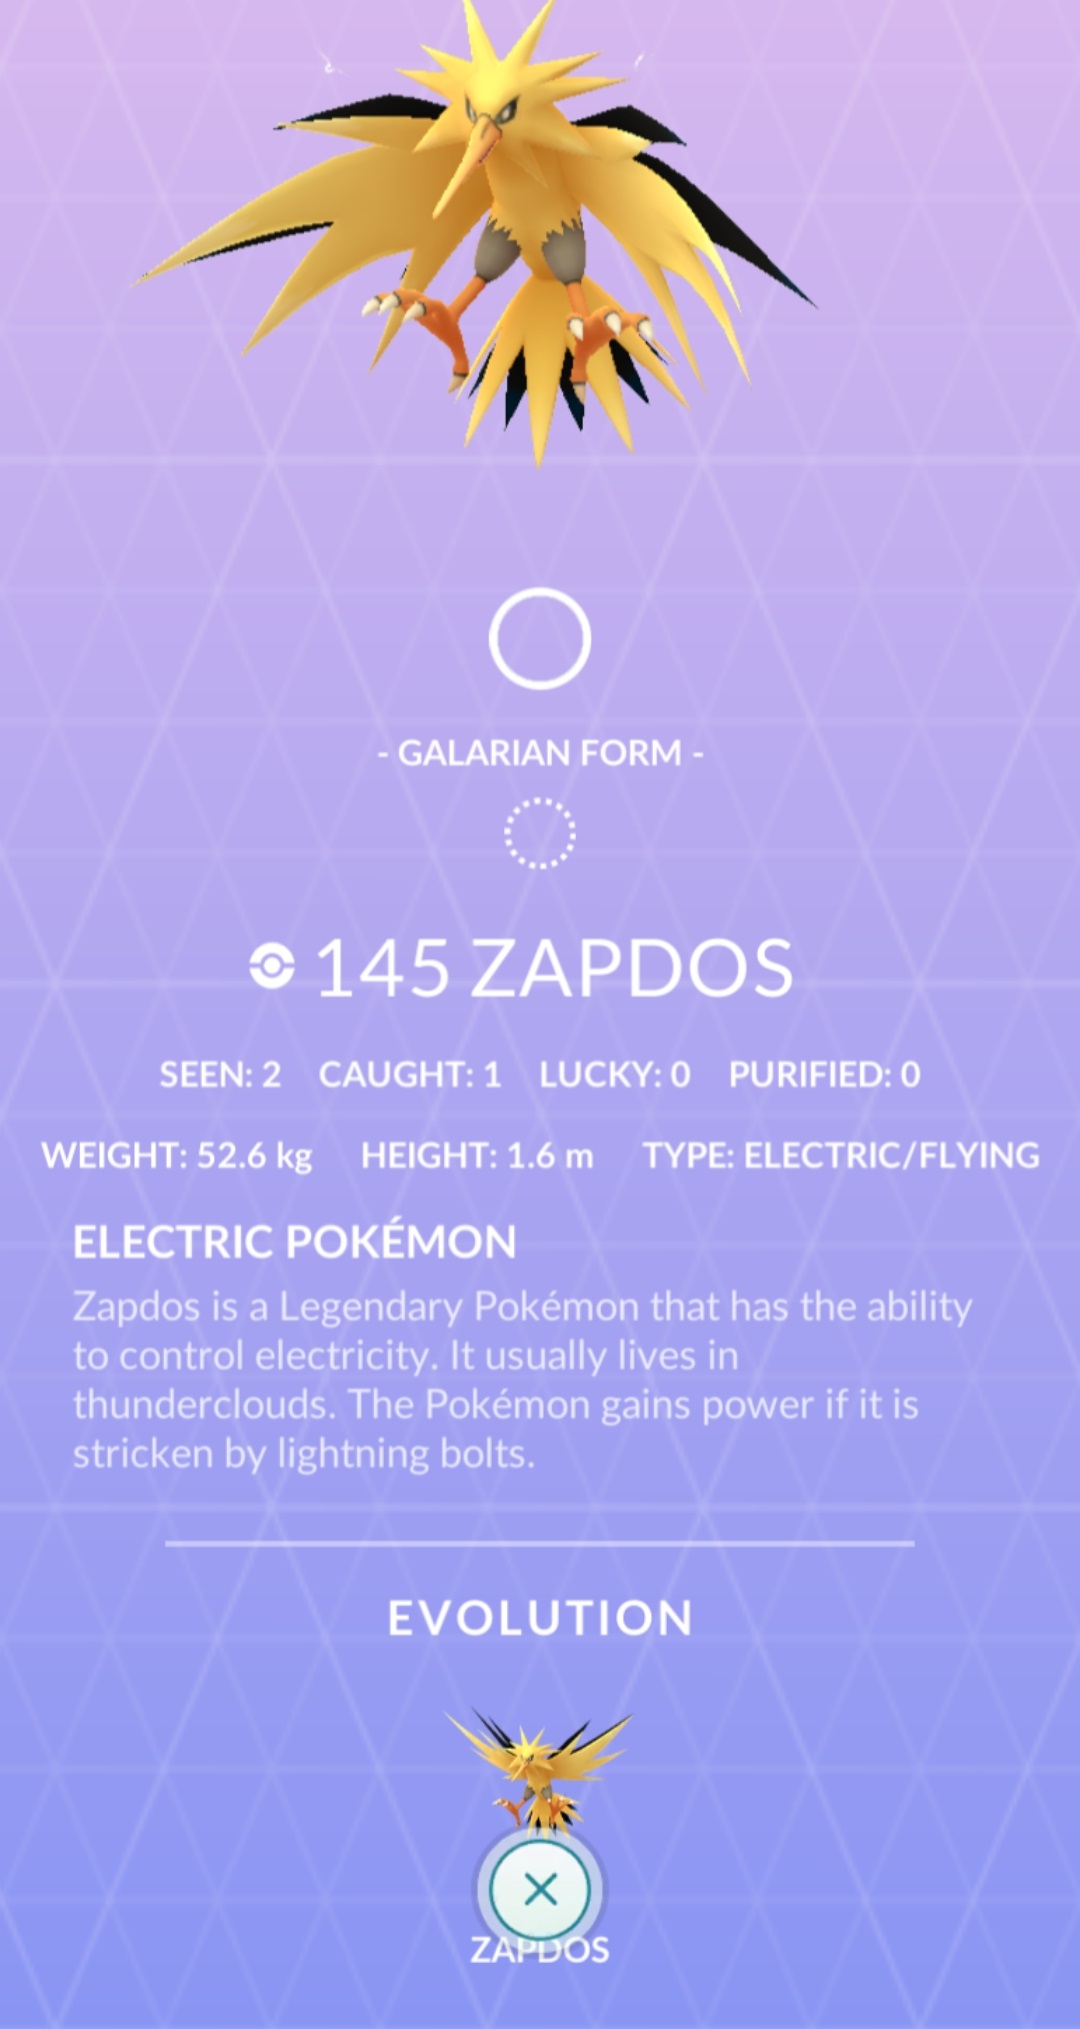 - GALARIAN FORM -
145 ZAPDOS
SEEN: 2 CAUGHT: 1 LUCKY: 0 PURIFIED: 0
WEIGHT: 52.6 kg HEIGHT: 1.6 m TYPE: ELECTRIC/FLYING
ELECTRIC POKÉMON
Zapdos is a Legendary Pokémon that has the ability
to control electricity. It usually lives in
thunderclouds. The Pokémon gains power if it is
stricken by lightning bolts.
EVOLUTION
ZAPDOS